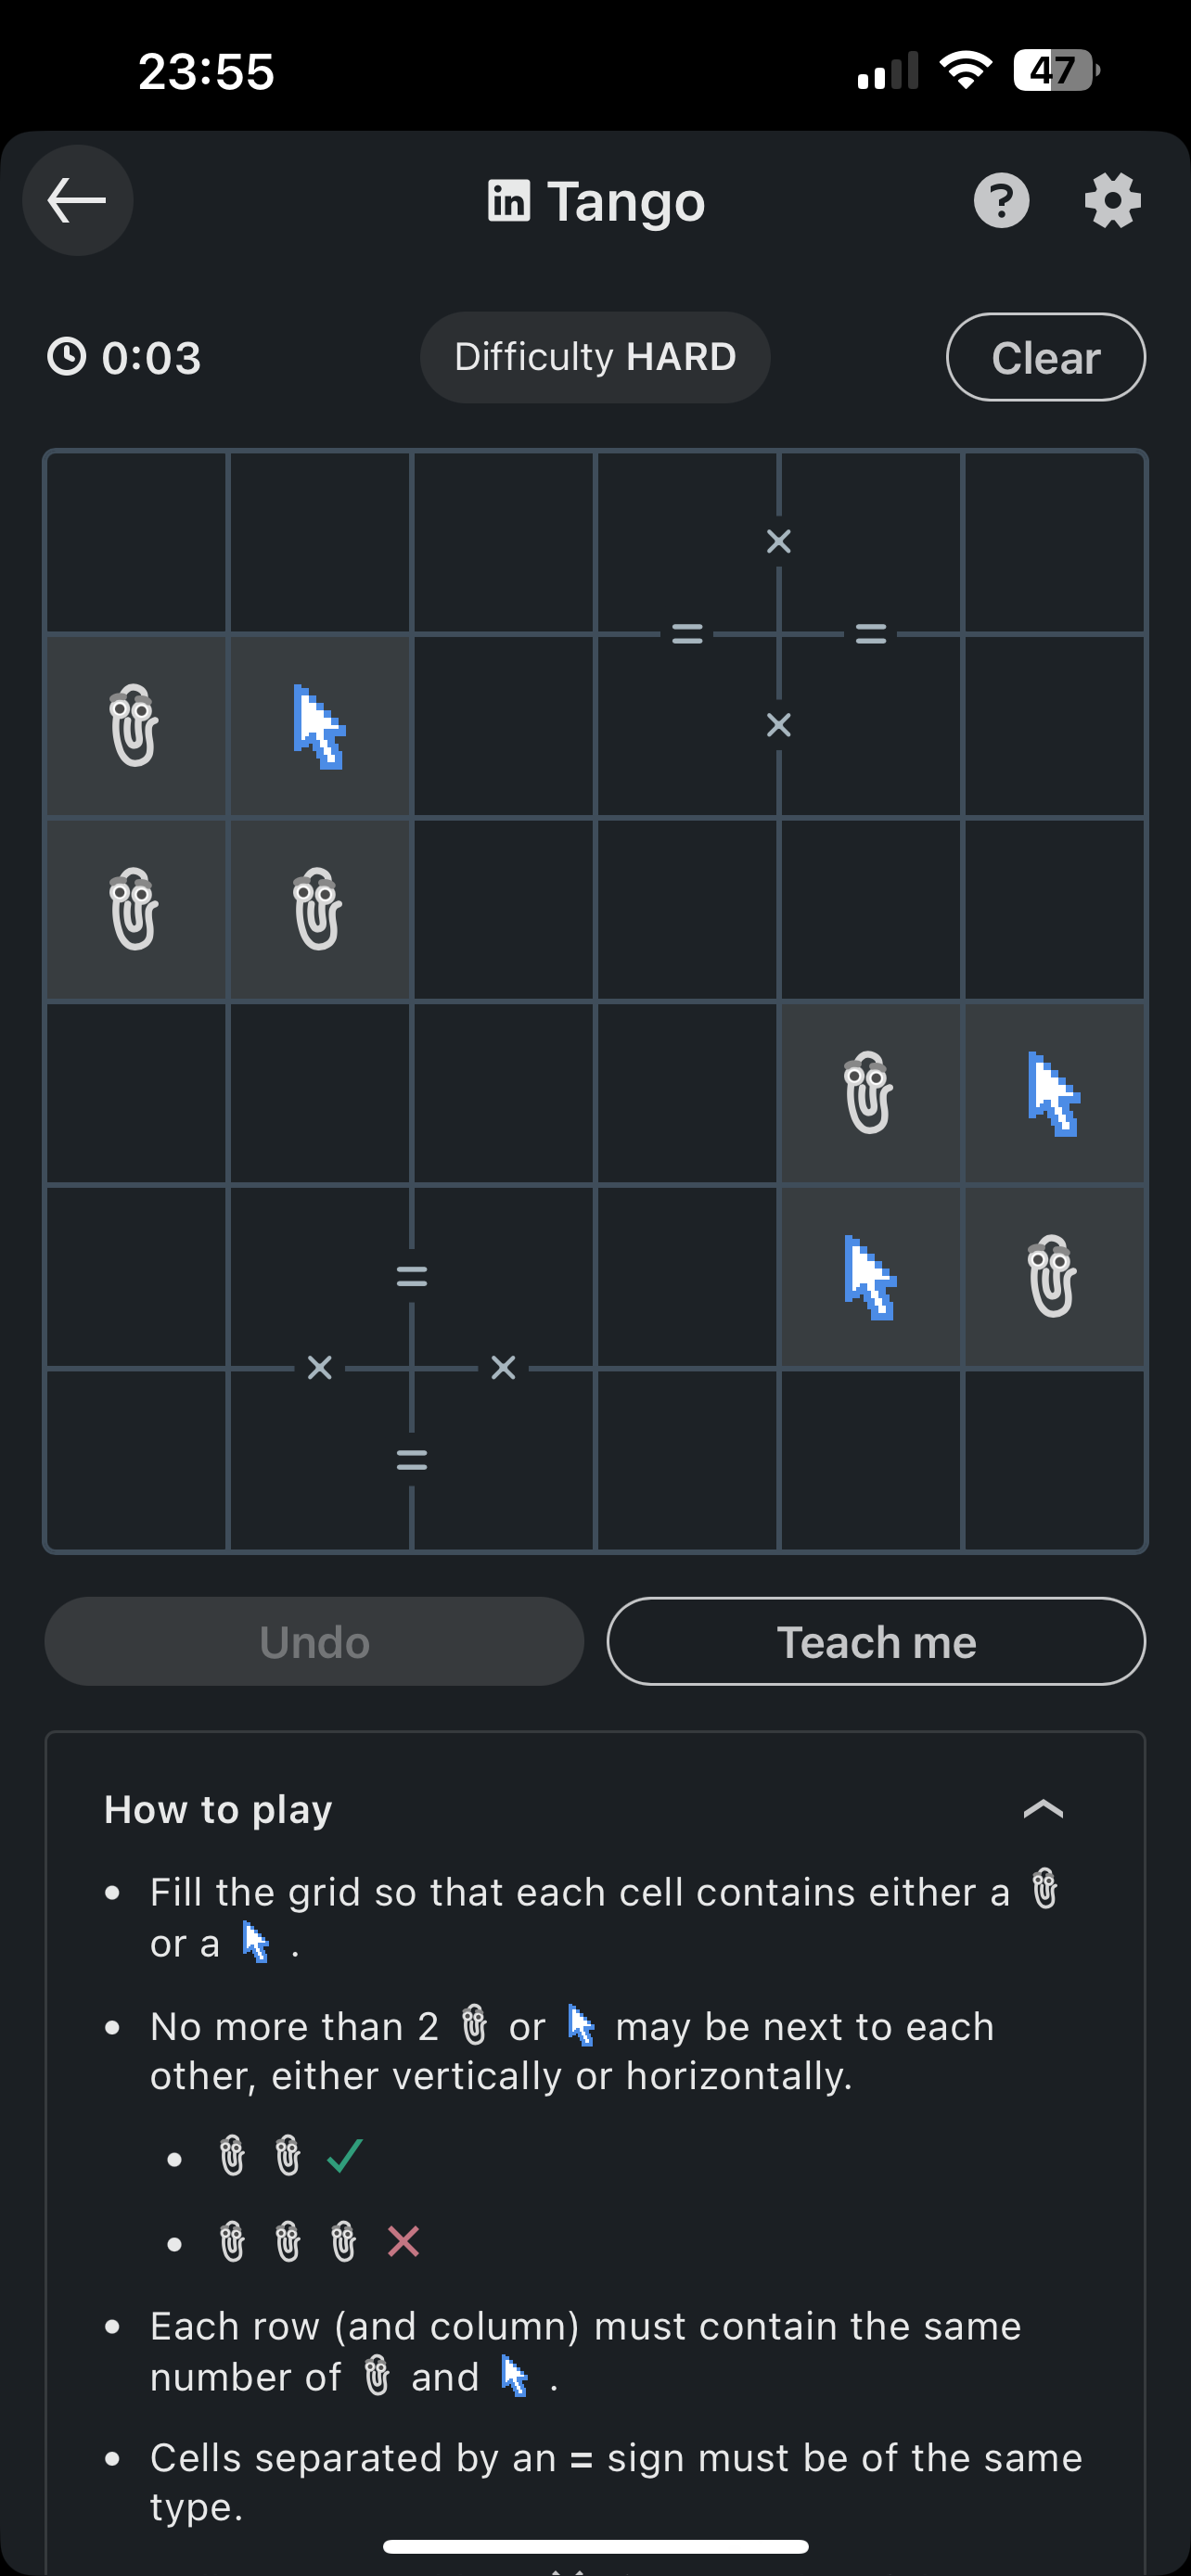 23:55
47
in Tango
?
0:03
Difficulty HARD
Clear
×
= =
×
=
× ×
=
Undo
Teach me
How to play
• Fill the grid so that each cell contains either a
or a .
• No more than 2 or may be next to each
other, either vertically or horizontally.
• Each row (and column) must contain the same
number of and .
• Cells separated by an = sign must be of the same
type.